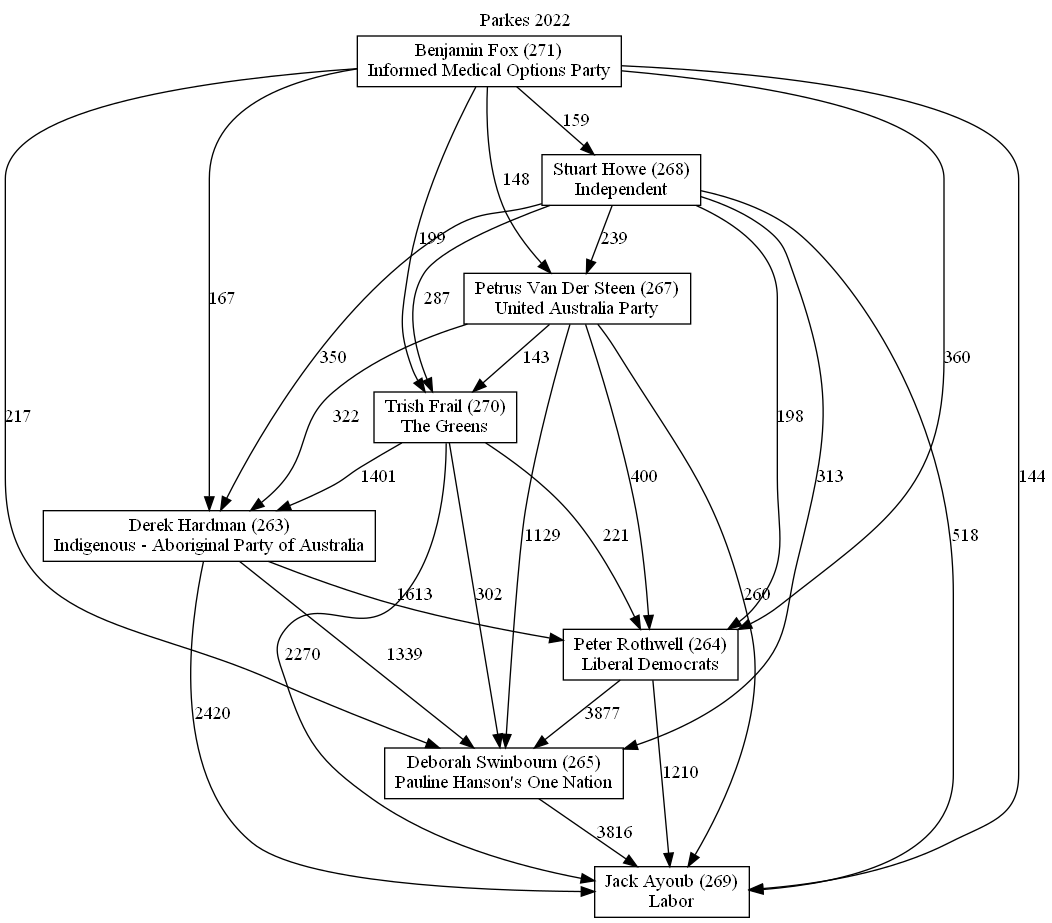 Parkes 2022
Benjamin Fox (271)
Informed Medical Options Party
159
Stuart Howe (268)
Independent
148
199
239
Petrus Van Der Steen (267)
United Australia Party
167
287
350
143
360
322
217
Trish Frail (270)
The Greens
198
313
144
1401
400
Derek Hardman (263)
Indigenous - Aboriginal Party of Australia
1129
221
518
1613
302
260
Peter Rothwell (264)
Liberal Democrats
2270
1339
2420
3877
Deborah Swinbourn (265)
Pauline Hanson's One Nation
1210
3816
Jack Ayoub (269)
Labor